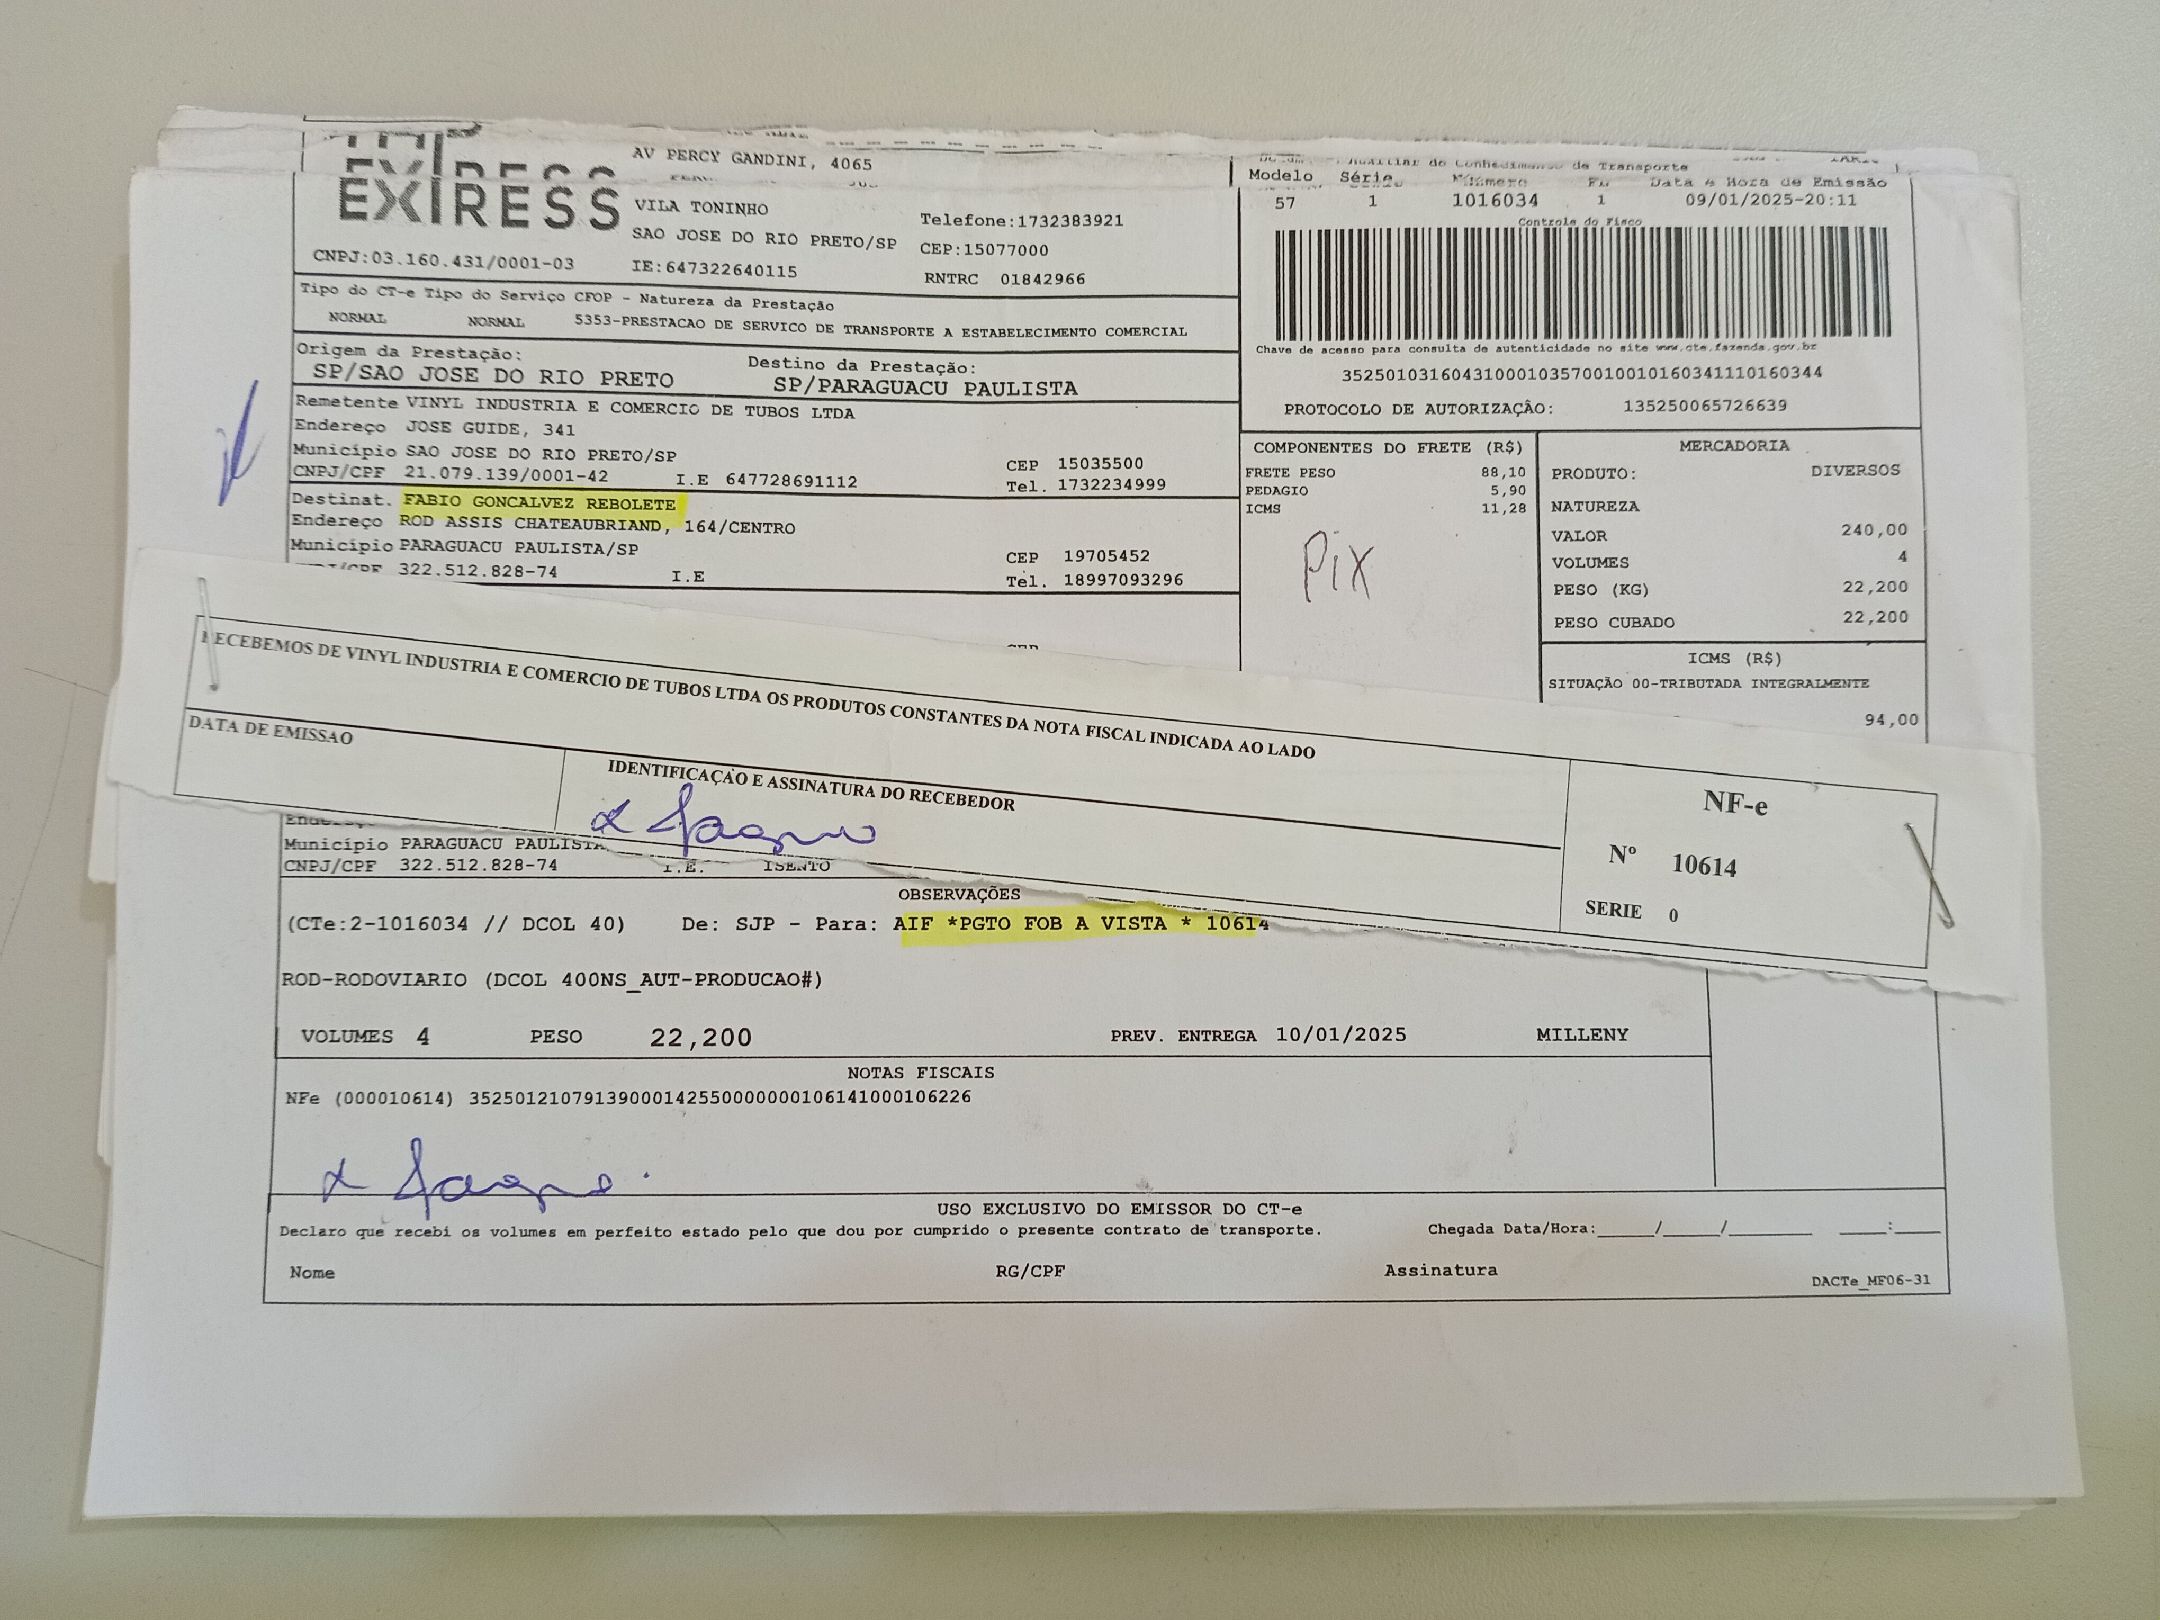 EXPRESS
AV PERCY GANDINI, 4065
VILA TONINHO
SAO JOSE DO RIO PRETO/SP
Telefone:1732383921
CEP:15077000
CNPJ:03.160.431/0001-03
IE:647322640115
RNTRC 01842966
Auxiliar do Conhecimento de Transporte
Modelo Série Número Data e Hora de Emissão
57 1 1016034 1 09/01/2025-20:11
Controle do Fisco
Chave de acesso para consulta de autenticidade no site www.cte.fazenda.gov.br
35250103160431000103570010010160341110160344
PROTOCOLO DE AUTORIZAÇÃO: 135250065726639
Tipo do CT-e Tipo do Serviço CFOP - Natureza da Prestação
NORMAL NORMAL 5353-PRESTACAO DE SERVICO DE TRANSPORTE A ESTABELECIMENTO COMERCIAL
Origem da Prestação: Destino da Prestação:
SP/SAO JOSE DO RIO PRETO SP/PARAGUACU PAULISTA
Remetente VINYL INDUSTRIA E COMERCIO DE TUBOS LTDA
Endereço JOSE GUIDE, 341
Município SAO JOSE DO RIO PRETO/SP CEP 15035500
CNPJ/CPF 21.079.139/0001-42 I.E 647728691112 Tel. 1732234999
Destinat. FABIO GONCALVEZ REBOLETE
Endereço ROD ASSIS CHATEAUBRIAND, 164/CENTRO
Município PARAGUACU PAULISTA/SP CEP 19705452
322.512.828-74 I.E Tel. 18997093296
COMPONENTES DO FRETE (R$)
FRETE PESO 88,10
PEDAGIO 5,90
ICMS 11,28
Pix
MERCADORIA
PRODUTO: DIVERSOS
NATUREZA
VALOR 240,00
VOLUMES 4
PESO (KG) 22,200
PESO CUBADO 22,200
ICMS (R$)
SITUAÇÃO 00-TRIBUTADA INTEGRALMENTE
94,00
RECEBEMOS DE VINYL INDUSTRIA E COMERCIO DE TUBOS LTDA OS PRODUTOS CONSTANTES DA NOTA FISCAL INDICADA AO LADO
DATA DE EMISSAO
IDENTIFICAÇÃO E ASSINATURA DO RECEBEDOR
NF-e
Nº 10614
SERIE 0
Município PARAGUACU PAULISTA
CNPJ/CPF 322.512.828-74 I.E. ISENTO
OBSERVAÇÕES
(CTe:2-1016034 // DCOL 40) De: SJP - Para: AIF *PGTO FOB A VISTA * 10614
ROD-RODOVIARIO (DCOL 400NS_AUT-PRODUCAO#)
VOLUMES 4 PESO 22,200 PREV. ENTREGA 10/01/2025 MILLENY
NOTAS FISCAIS
NFe (000010614) 35250121079139000142550000000106141000106226
USO EXCLUSIVO DO EMISSOR DO CT-e
Declaro que recebi os volumes em perfeito estado pelo que dou por cumprido o presente contrato de transporte. Chegada Data/Hora:_____/_____/_______ ____:____
Nome RG/CPF Assinatura
DACTe_MF06-31